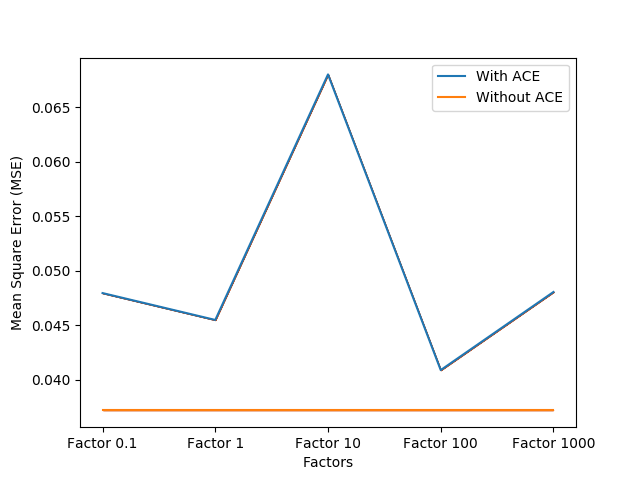 With ACE
Without ACE
0.065
0.060
0.055
0.050
0.045
0.040
Mean Square Error (MSE)
Factor 0.1 Factor 1 Factor 10 Factor 100 Factor 1000
Factors